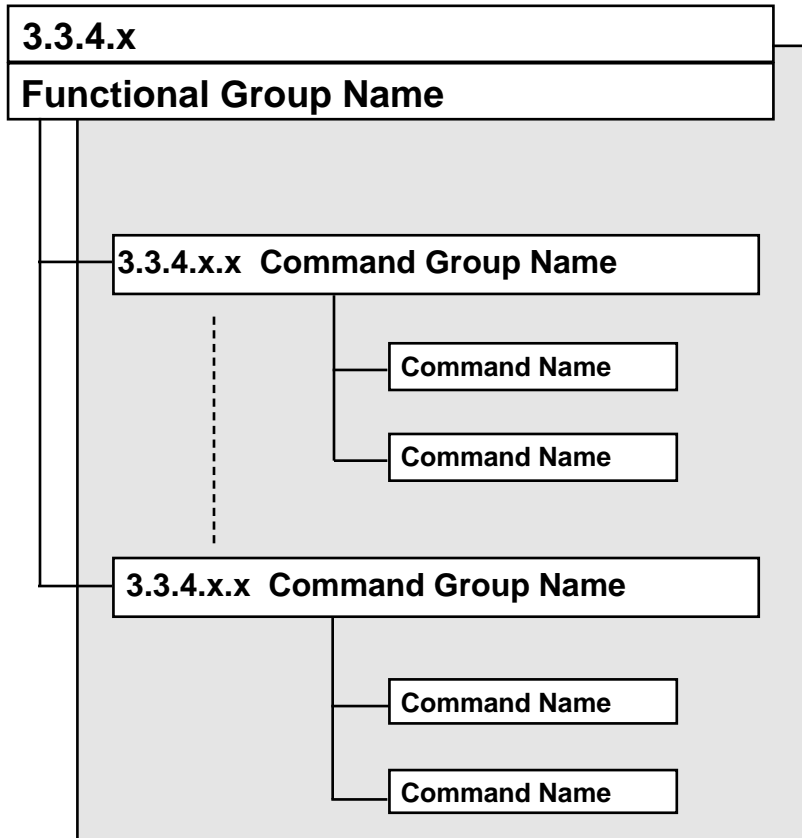 3.3.4.x
Functional Group Name
3.3.4.x.x Command Group Name
Command Name
Command Name
3.3.4.x.x Command Group Name
Command Name
Command Name